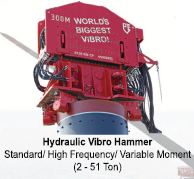 300M
WORLD'S
BIGGEST
VIBRO!
Hydraulic Vibro Hammer
Standard/ High Frequency/ Variable Moment
(2 - 51 Ton)